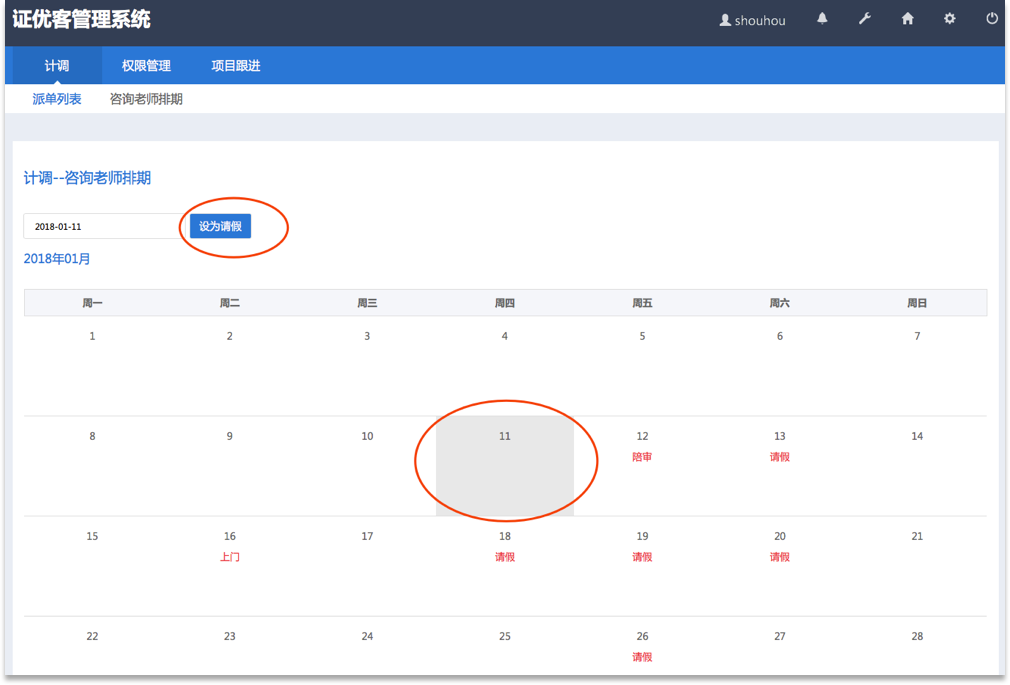 证优客管理系统 shouhou
计调 权限管理 项目跟进
派单列表 咨询老师排期
计调--咨询老师排期
2018-01-11 设为请假
2018年01月
周一 周二 周三 周四 周五 周六 周日
1 2 3 4 5 6 7
8 9 10 11 12 13 14
陪审 请假
15 16 17 18 19 20 21
上门 请假 请假 请假
22 23 24 25 26 27 28
请假